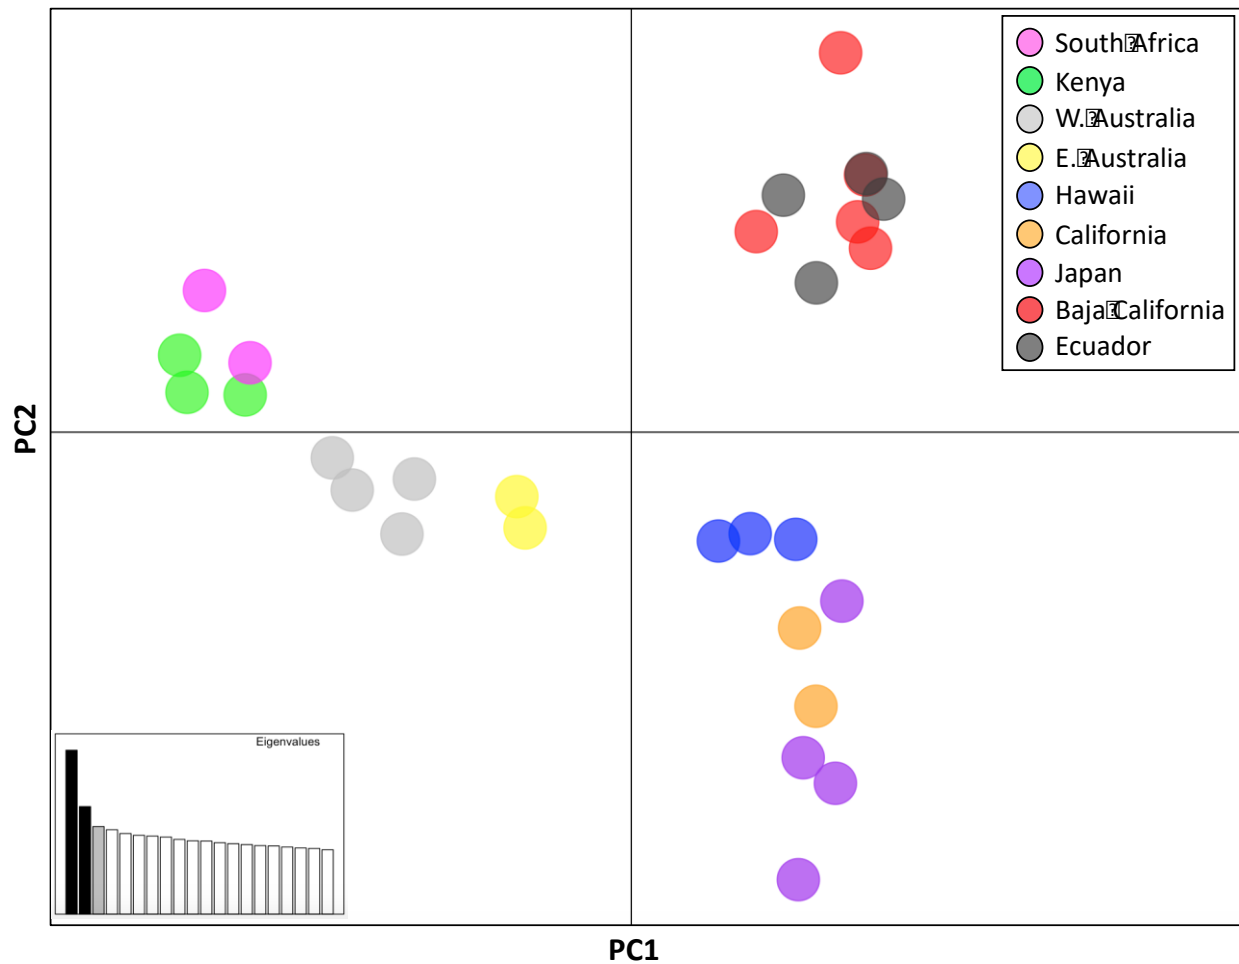 South Africa
Kenya
W. Australia
E. Australia
Hawaii
California
Japan
Baja California
Ecuador
PC2
Eigenvalues
PC1